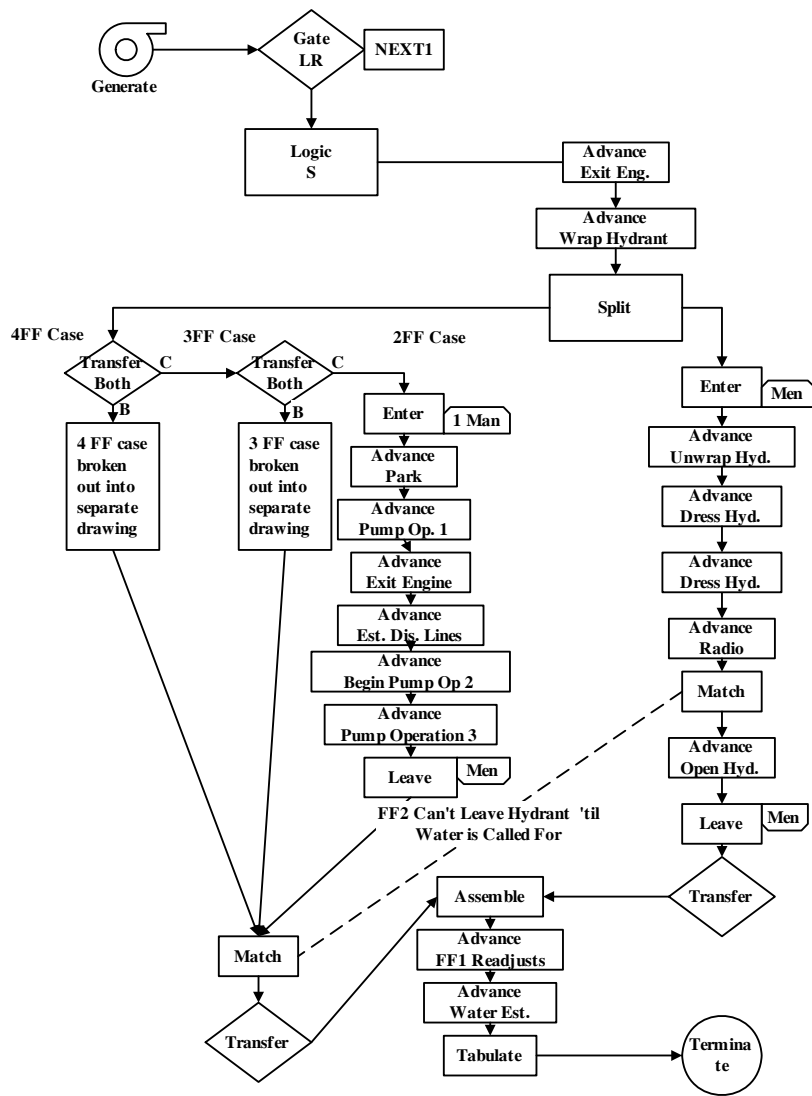 Generate
Gate
LR
NEXT1
Logic
S
Advance
Exit Eng.
Advance
Wrap Hydrant
Split
4FF Case
3FF Case
2FF Case
Transfer
Both
C
B
Transfer
Both
C
B
4 FF case
broken
out into
separate
drawing
3 FF case
broken
out into
separate
drawing
Enter
1 Man
Advance
Park
Advance
Pump Op. 1
Advance
Exit Engine
Advance
Est. Dis. Lines
Advance
Begin Pump Op 2
Advance
Pump Operation 3
Leave
Men
Enter
Men
Advance
Unwrap Hyd.
Advance
Dress Hyd.
Advance
Dress Hyd.
Advance
Radio
Match
Advance
Open Hyd.
Leave
Men
Transfer
FF2 Can't Leave Hydrant 'til
Water is Called For
Match
Transfer
Assemble
Advance
FF1 Readjusts
Advance
Water Est.
Tabulate
Termina
te